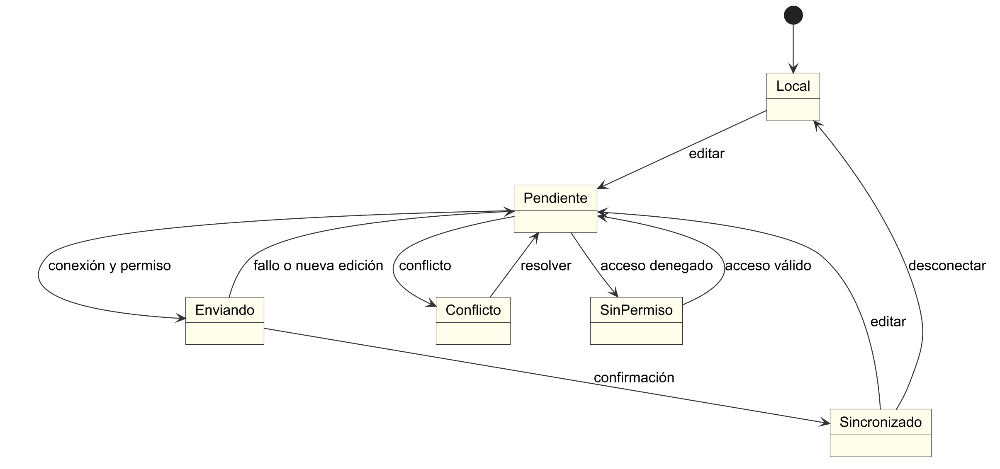 Local
editar
Pendiente
conexión y permiso
fallo o nueva edición
conflicto
resolver
acceso denegado
acceso válido
desconectar
Enviando
Conflicto
SinPermiso
editar
confirmación
Sincronizado